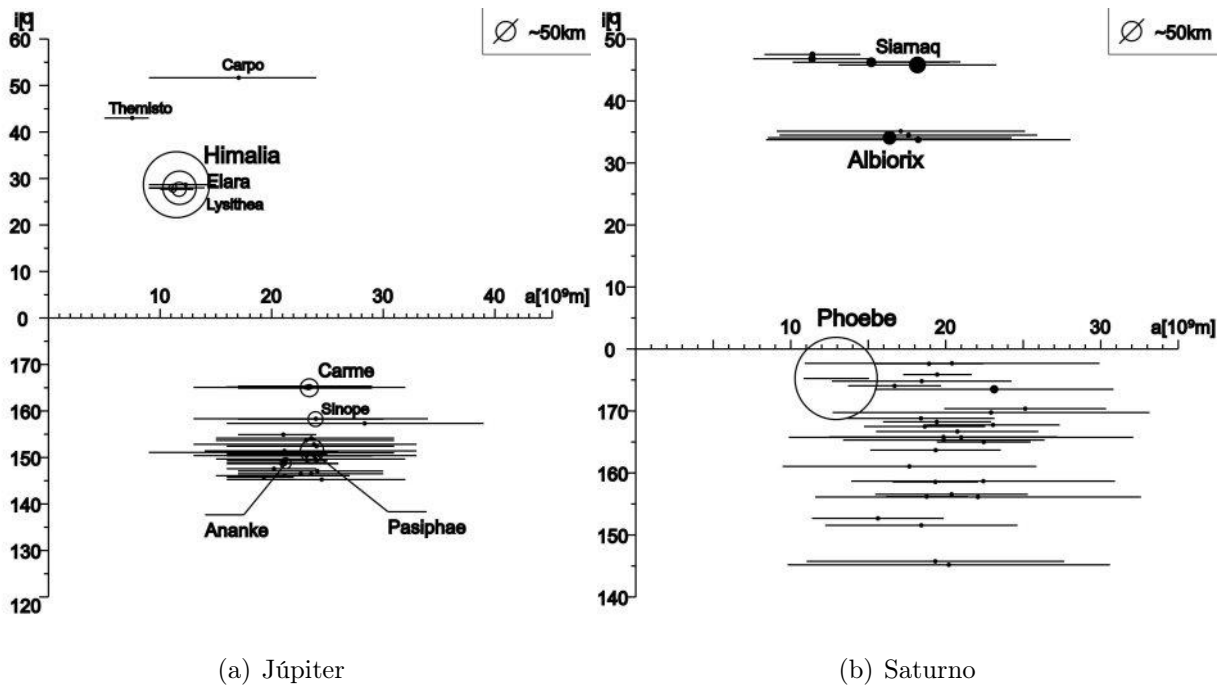 i[º]
~50km
60
Carpo
50
Themisto
40
Himalia
30
Elara
Lysithea
20
10
10 20 30 40 a[10⁹m]
0
170
Carme
160
Sinope
150
140
Ananke
Pasiphae
130
120
(a) Júpiter
i[º]
~50km
50
Siarnaq
40
Albiorix
30
20
10
Phoebe
10 20 30 a[10⁹m]
0
170
160
150
140
(b) Saturno